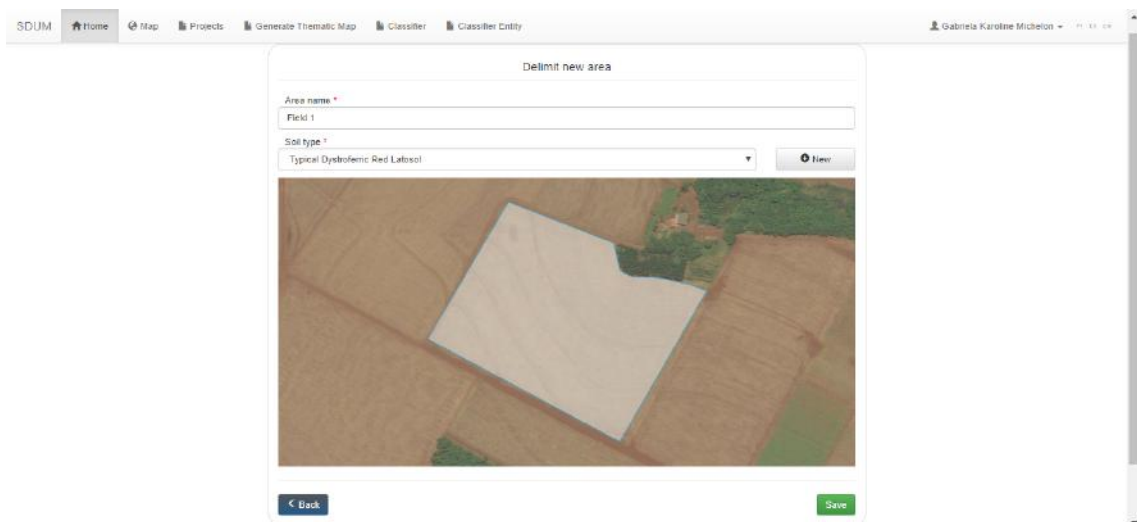 SDUM Home Map Projects Generate Thematic Map Classifier Classifier Entity Gabriela Karoline Michelon
Delimit new area
Area name *
Field 1
Soil type *
Typical Dystroferric Red Latosol
New
Back Save